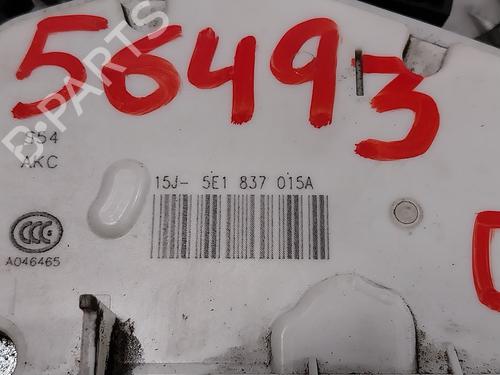 56493
B-PARTS
S54
AKC
15J- 5E1 837 015A
CCC
A046465